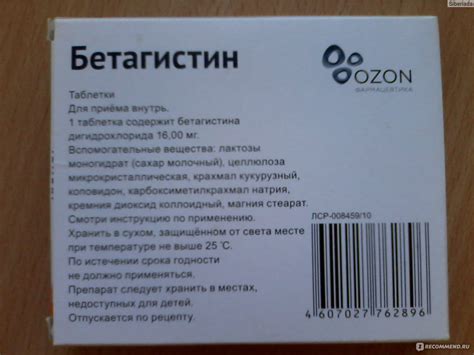 Siberiada
Бетагистин
OZON
ФАРМАЦЕВТИКА
Таблетки
Для приёма внутрь.
1 таблетка содержит бетагистина
дигидрохлорида 16,00 мг.
Вспомогательные вещества: лактозы
моногидрат (сахар молочный), целлюлоза
микрокристаллическая, крахмал кукурузный,
коповидон, карбоксиметилкрахмал натрия,
кремния диоксид коллоидный, магния стеарат.
Смотри инструкцию по применению.
Хранить в сухом, защищённом от света месте
при температуре не выше 25 °С.
По истечении срока годности
не должно применяться.
Препарат следует хранить в местах,
недоступных для детей.
Отпускается по рецепту.
ЛСР-008459/10
4 607027 762896
RECOMMEND.RU